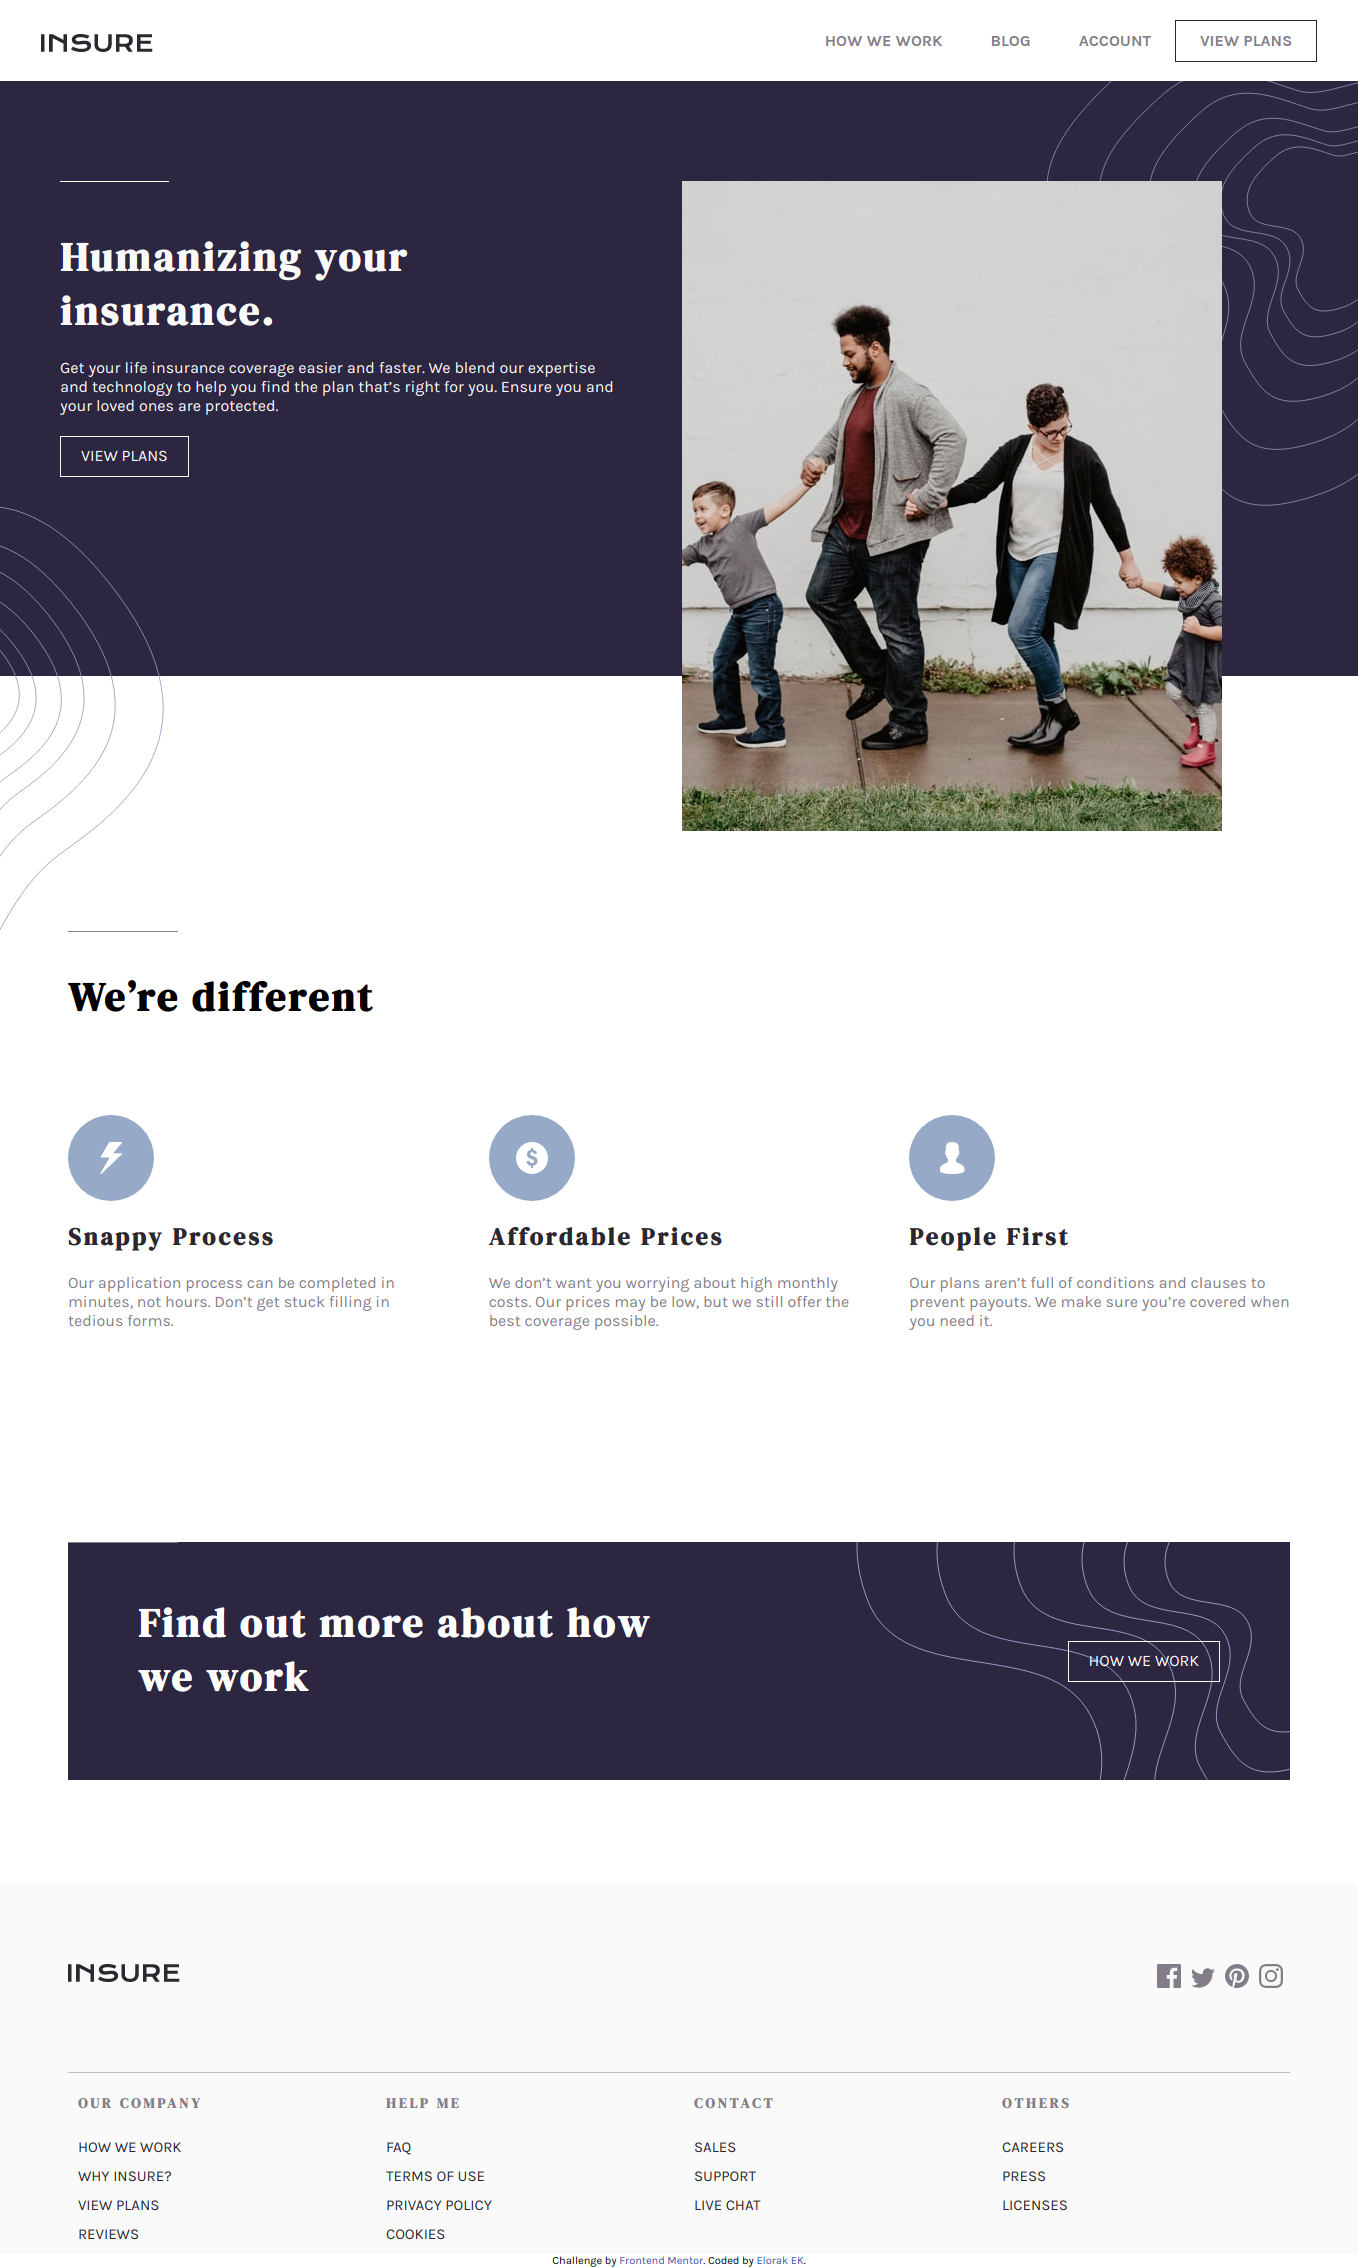 INSURE
HOW WE WORK
BLOG
ACCOUNT
VIEW PLANS
Humanizing your
insurance.
Get your life insurance coverage easier and faster. We blend our expertise
and technology to help you find the plan that’s right for you. Ensure you and
your loved ones are protected.
VIEW PLANS
We’re different
Snappy Process
Our application process can be completed in
minutes, not hours. Don’t get stuck filling in
tedious forms.
Affordable Prices
We don’t want you worrying about high monthly
costs. Our prices may be low, but we still offer the
best coverage possible.
People First
Our plans aren’t full of conditions and clauses to
prevent payouts. We make sure you’re covered when
you need it.
Find out more about how
we work
HOW WE WORK
INSURE
OUR COMPANY
HOW WE WORK
WHY INSURE?
VIEW PLANS
REVIEWS
HELP ME
FAQ
TERMS OF USE
PRIVACY POLICY
COOKIES
CONTACT
SALES
SUPPORT
LIVE CHAT
OTHERS
CAREERS
PRESS
LICENSES
Challenge by Frontend Mentor. Coded by Elorak EK.